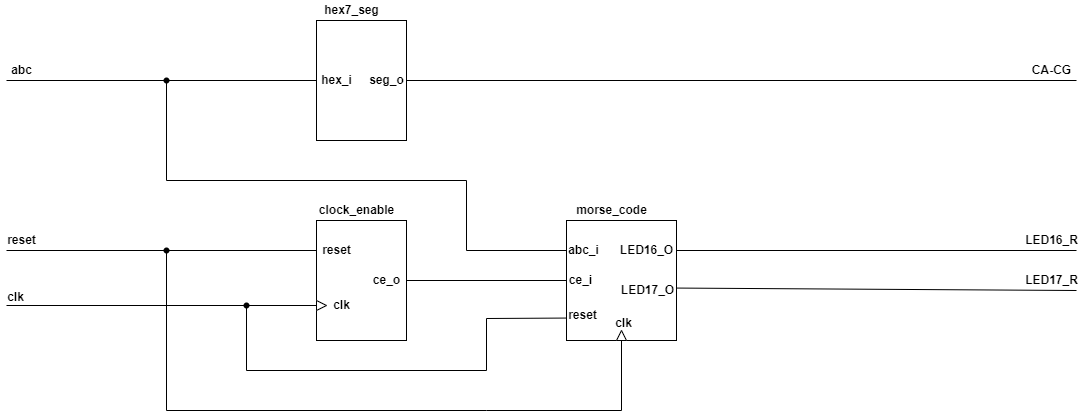 hex7_seg
abc
hex_i seg_o
CA-CG
clock_enable
morse_code
reset
reset
abc_i LED16_O
LED16_R
ce_o
ce_i
LED17_O
LED17_R
clk
clk
reset
clk